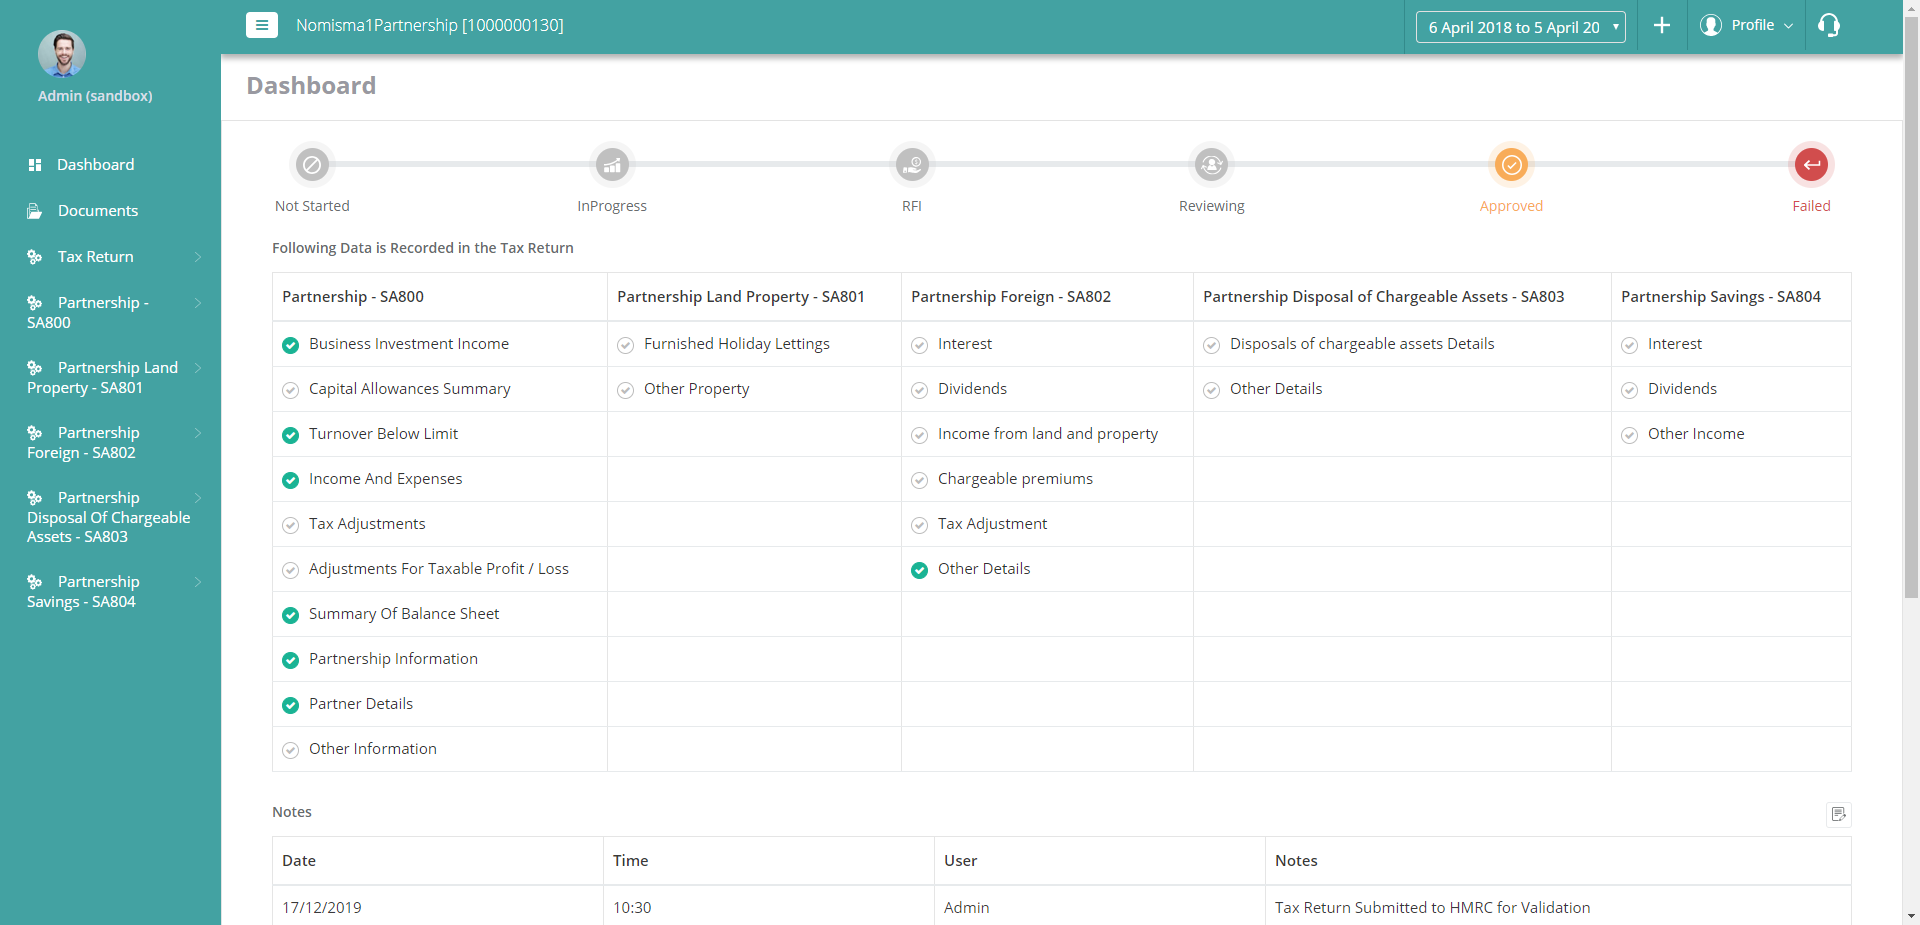 Nomisma1Partnership [1000000130]
6 April 2018 to 5 April 20
Profile
Admin (sandbox)
Dashboard
Documents
Tax Return
Partnership -
SA800
Partnership Land
Property - SA801
Partnership
Foreign - SA802
Partnership
Disposal Of Chargeable
Assets - SA803
Partnership
Savings - SA804
Dashboard
Not Started
InProgress
RFI
Reviewing
Approved
Failed
Following Data is Recorded in the Tax Return
Partnership - SA800 Partnership Land Property - SA801 Partnership Foreign - SA802 Partnership Disposal of Chargeable Assets - SA803 Partnership Savings - SA804
Business Investment Income Furnished Holiday Lettings Interest Disposals of chargeable assets Details Interest
Capital Allowances Summary Other Property Dividends Other Details Dividends
Turnover Below Limit Income from land and property Other Income
Income And Expenses Chargeable premiums
Tax Adjustments Tax Adjustment
Adjustments For Taxable Profit / Loss Other Details
Summary Of Balance Sheet
Partnership Information
Partner Details
Other Information
Notes
Date Time User Notes
17/12/2019 10:30 Admin Tax Return Submitted to HMRC for Validation